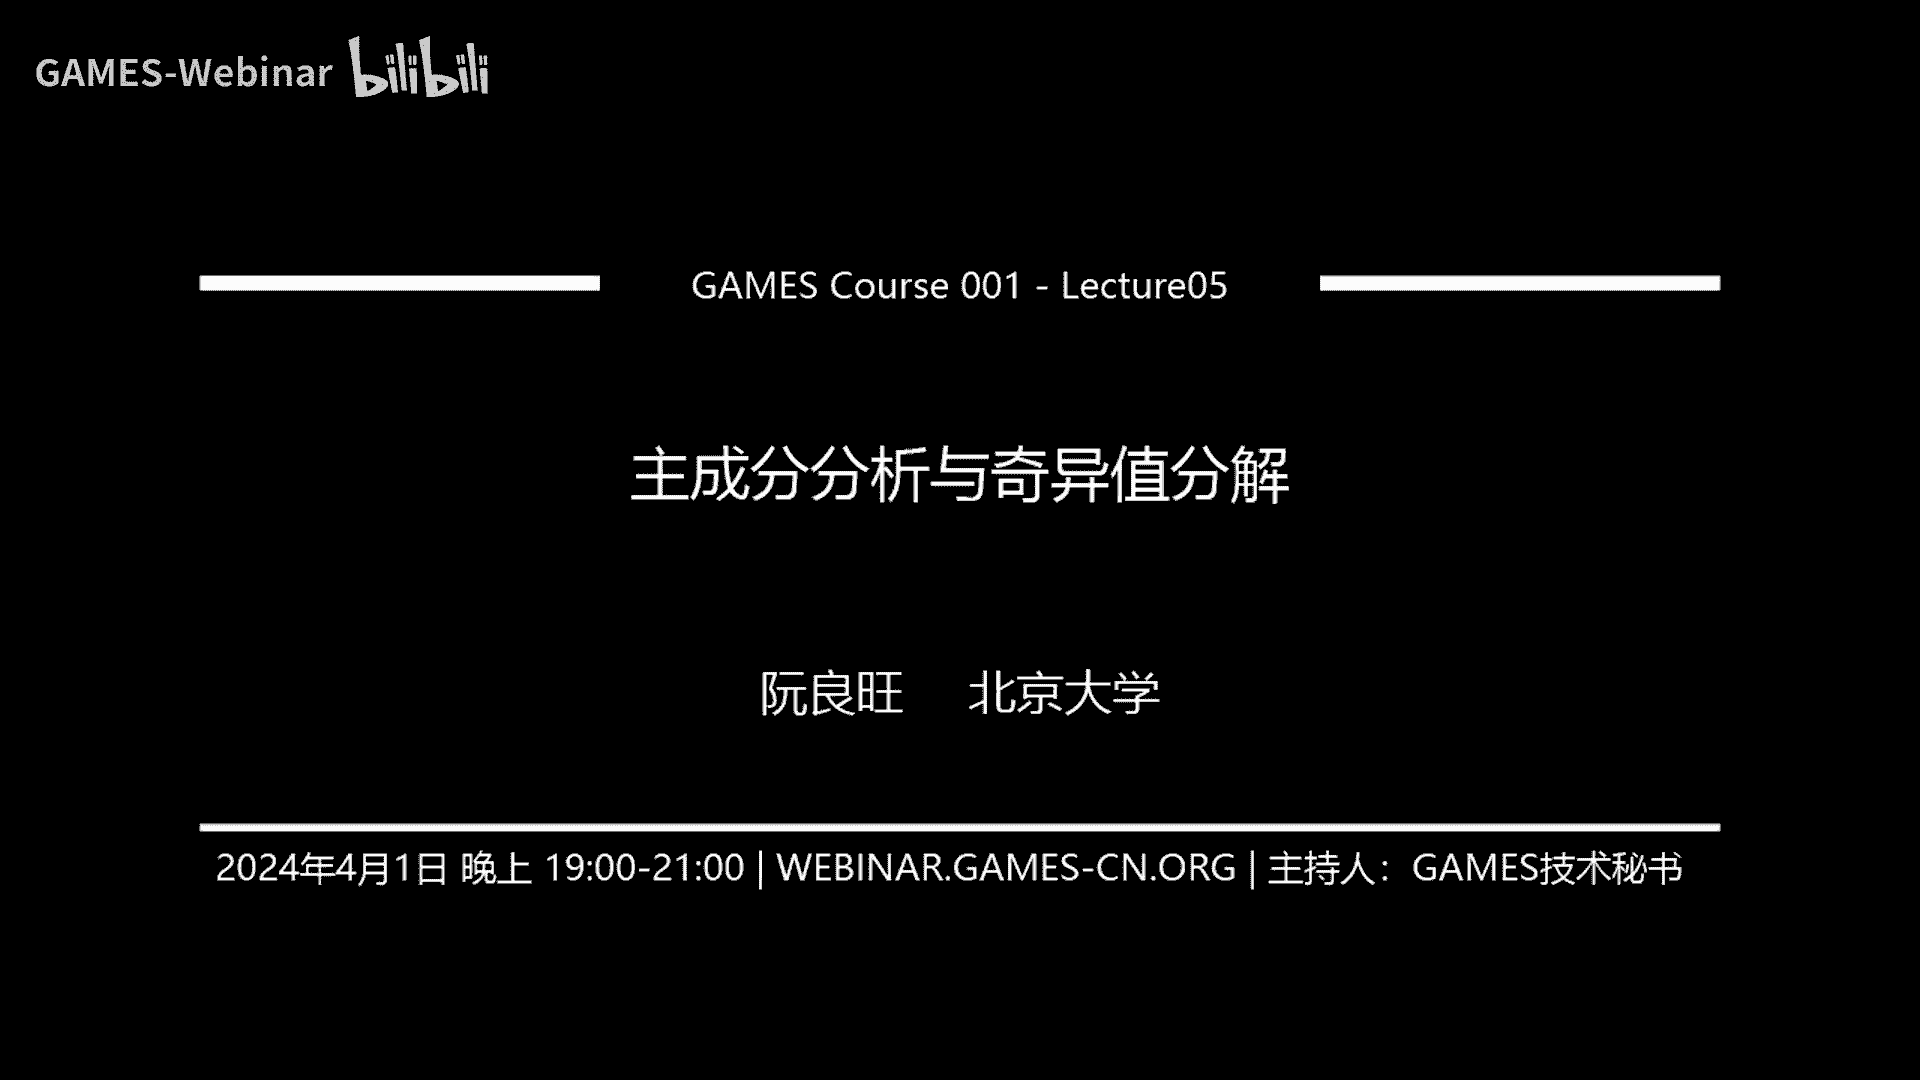 GAMES-Webinar bilibili
GAMES Course 001 - Lecture05
主成分分析与奇异值分解
阮良旺 北京大学
2024年4月1日 晚上 19:00-21:00 | WEBINAR.GAMES-CN.ORG | 主持人：GAMES技术秘书